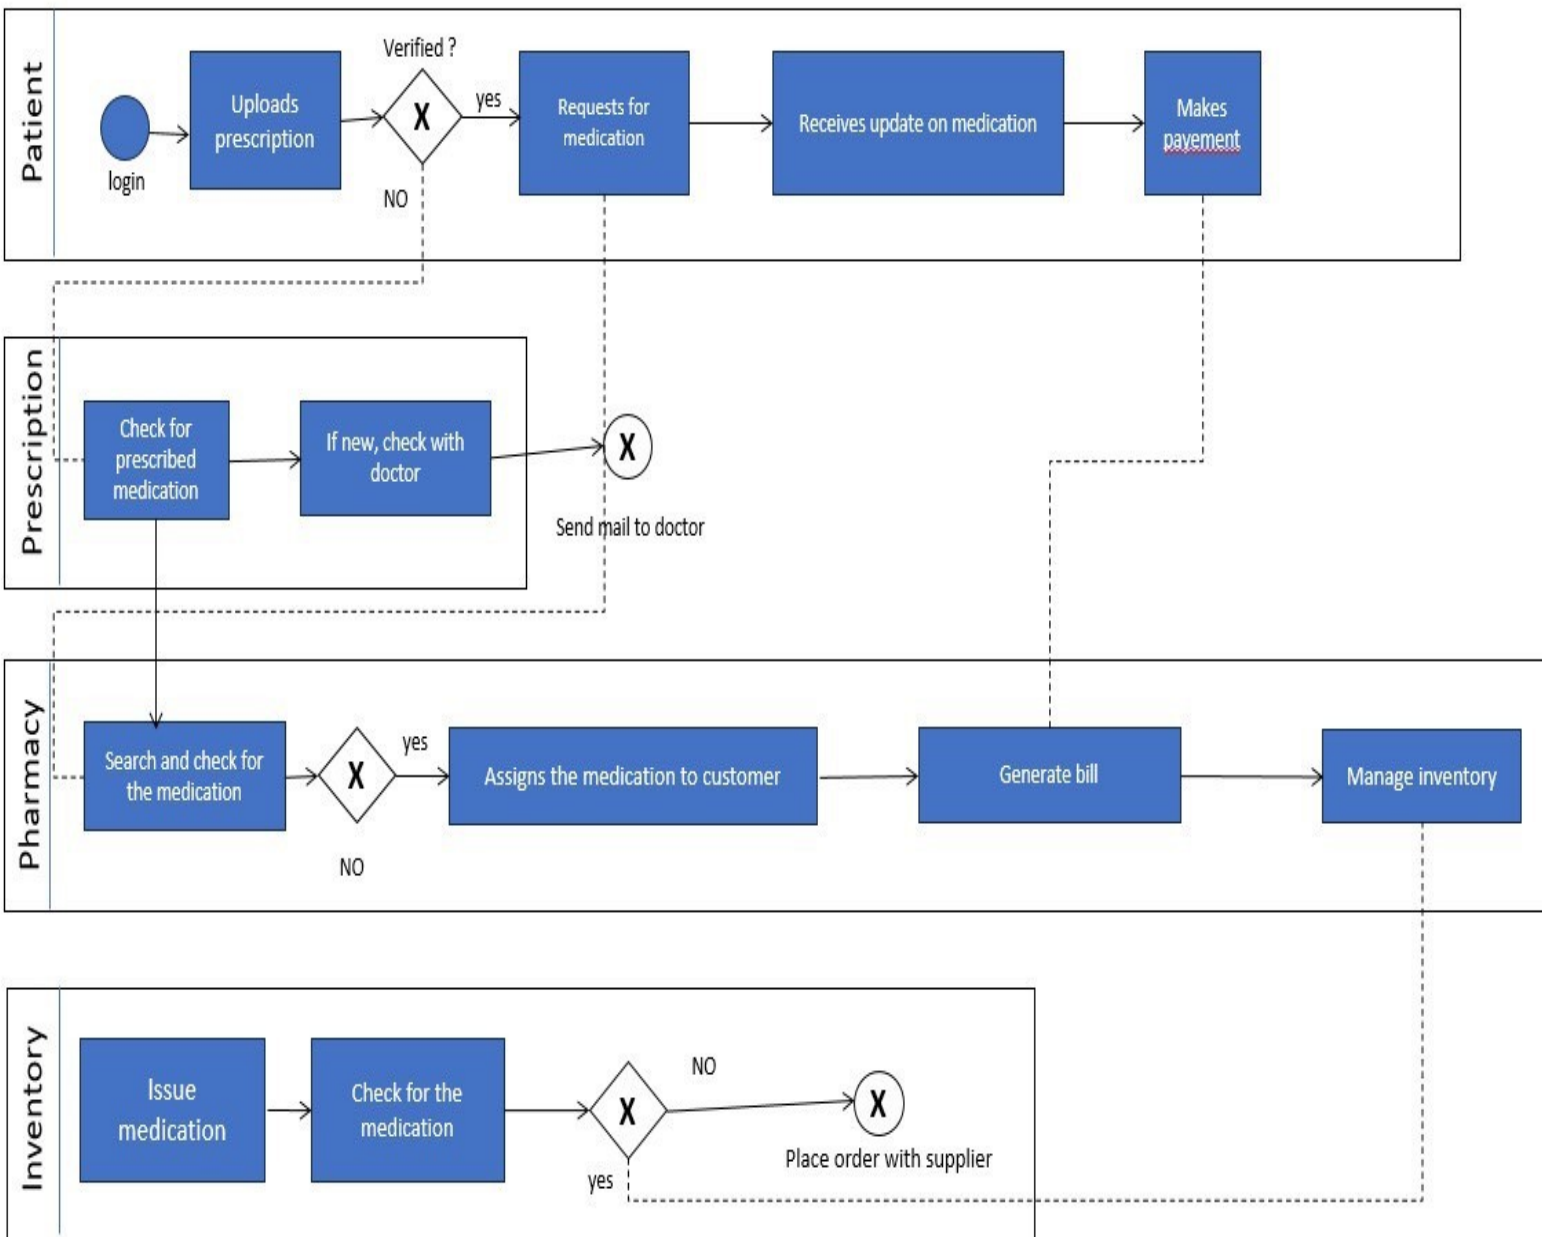 Patient
Verified ?
Uploads
prescription
X
yes
Requests for
medication
Receives update on medication
Makes
payement
login
NO
Prescription
Check for
prescribed
medication
If new, check with
doctor
X
Send mail to doctor
Pharmacy
Search and check for
the medication
X
yes
Assigns the medication to customer
Generate bill
Manage inventory
NO
Inventory
Issue
medication
Check for the
medication
X
NO
X
Place order with supplier
yes